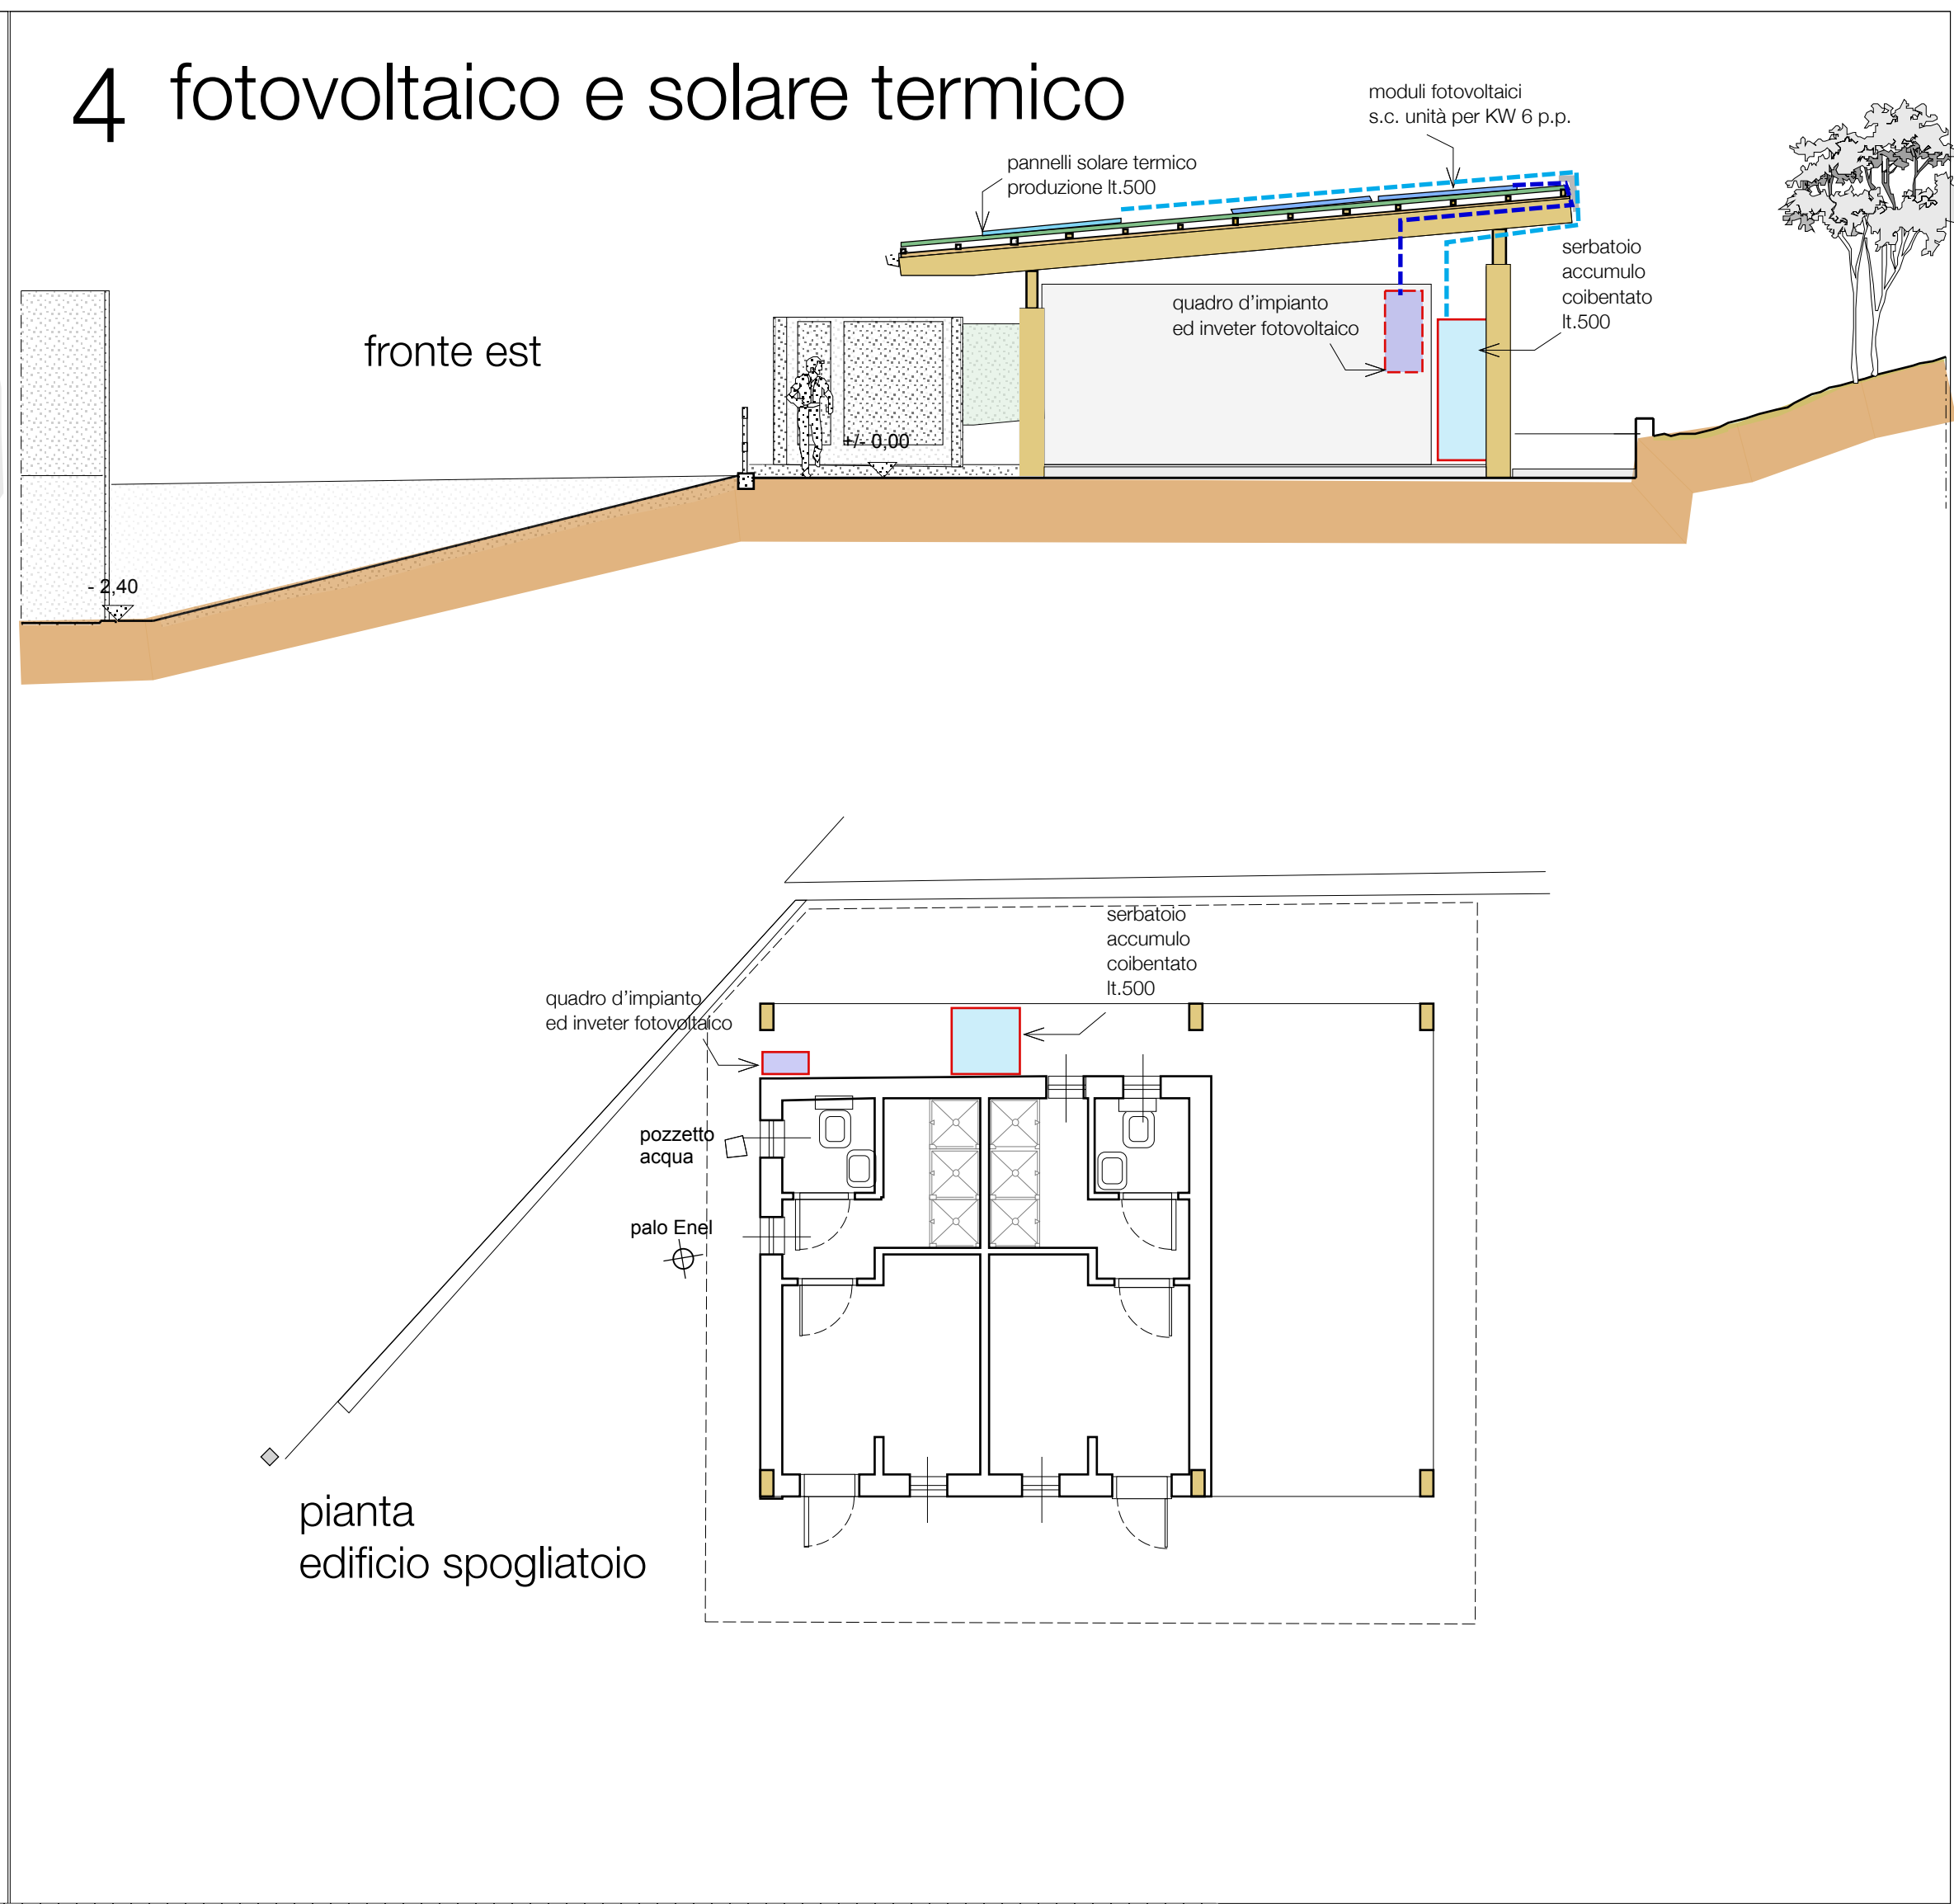 4 fotovoltaico e solare termico
moduli fotovoltaici
s.c. unità per KW 6 p.p.
pannelli solare termico
produzione lt.500
serbatoio
accumulo
coibentato
lt.500
quadro d'impianto
ed inveter fotovoltaico
fronte est
+/- 0,00
- 2,40
serbatoio
accumulo
coibentato
lt.500
quadro d'impianto
ed inveter fotovoltaico
pozzetto
acqua
palo Enel
pianta
edificio spogliatoio